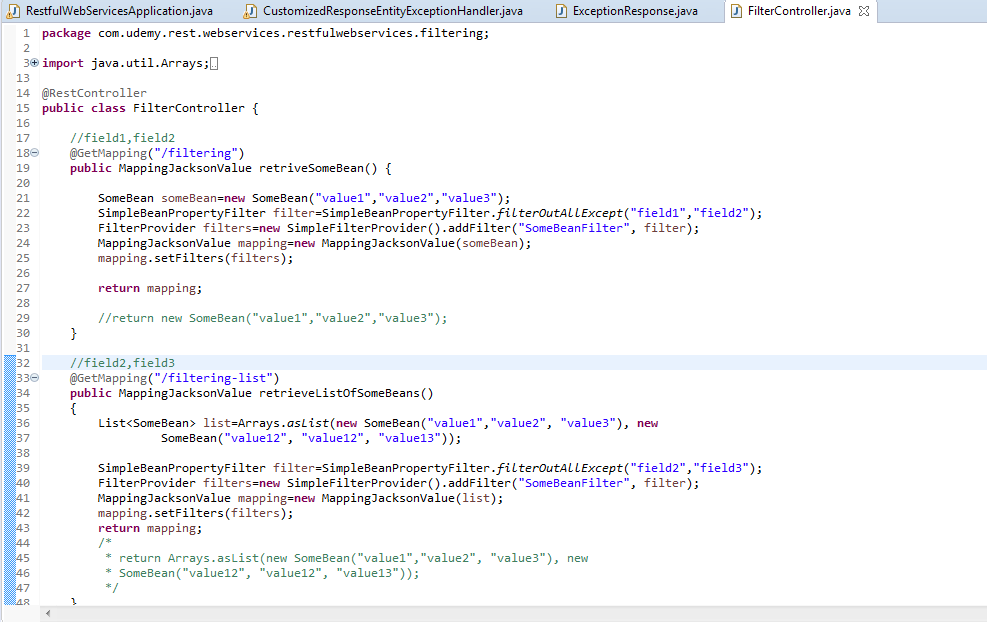 RestfulWebServicesApplication.java CustomizedResponseEntityExceptionHandler.java ExceptionResponse.java FilterController.java
1 package com.udemy.rest.webservices.restfulwebservices.filtering;
2
3 import java.util.Arrays;
13
14 @RestController
15 public class FilterController {
16
17 //field1,field2
18 @GetMapping("/filtering")
19 public MappingJacksonValue retriveSomeBean() {
20
21 SomeBean someBean=new SomeBean("value1","value2","value3");
22 SimpleBeanPropertyFilter filter=SimpleBeanPropertyFilter.filterOutAllExcept("field1","field2");
23 FilterProvider filters=new SimpleFilterProvider().addFilter("SomeBeanFilter", filter);
24 MappingJacksonValue mapping=new MappingJacksonValue(someBean);
25 mapping.setFilters(filters);
26
27 return mapping;
28
29 //return new SomeBean("value1","value2","value3");
30 }
31
32 //field2,field3
33 @GetMapping("/filtering-list")
34 public MappingJacksonValue retrieveListOfSomeBeans()
35 {
36 List<SomeBean> list=Arrays.asList(new SomeBean("value1","value2", "value3"), new
37 SomeBean("value12", "value12", "value13"));
38
39 SimpleBeanPropertyFilter filter=SimpleBeanPropertyFilter.filterOutAllExcept("field2","field3");
40 FilterProvider filters=new SimpleFilterProvider().addFilter("SomeBeanFilter", filter);
41 MappingJacksonValue mapping=new MappingJacksonValue(list);
42 mapping.setFilters(filters);
43 return mapping;
44 /*
45 * return Arrays.asList(new SomeBean("value1","value2", "value3"), new
46 * SomeBean("value12", "value12", "value13"));
47 */
48 }